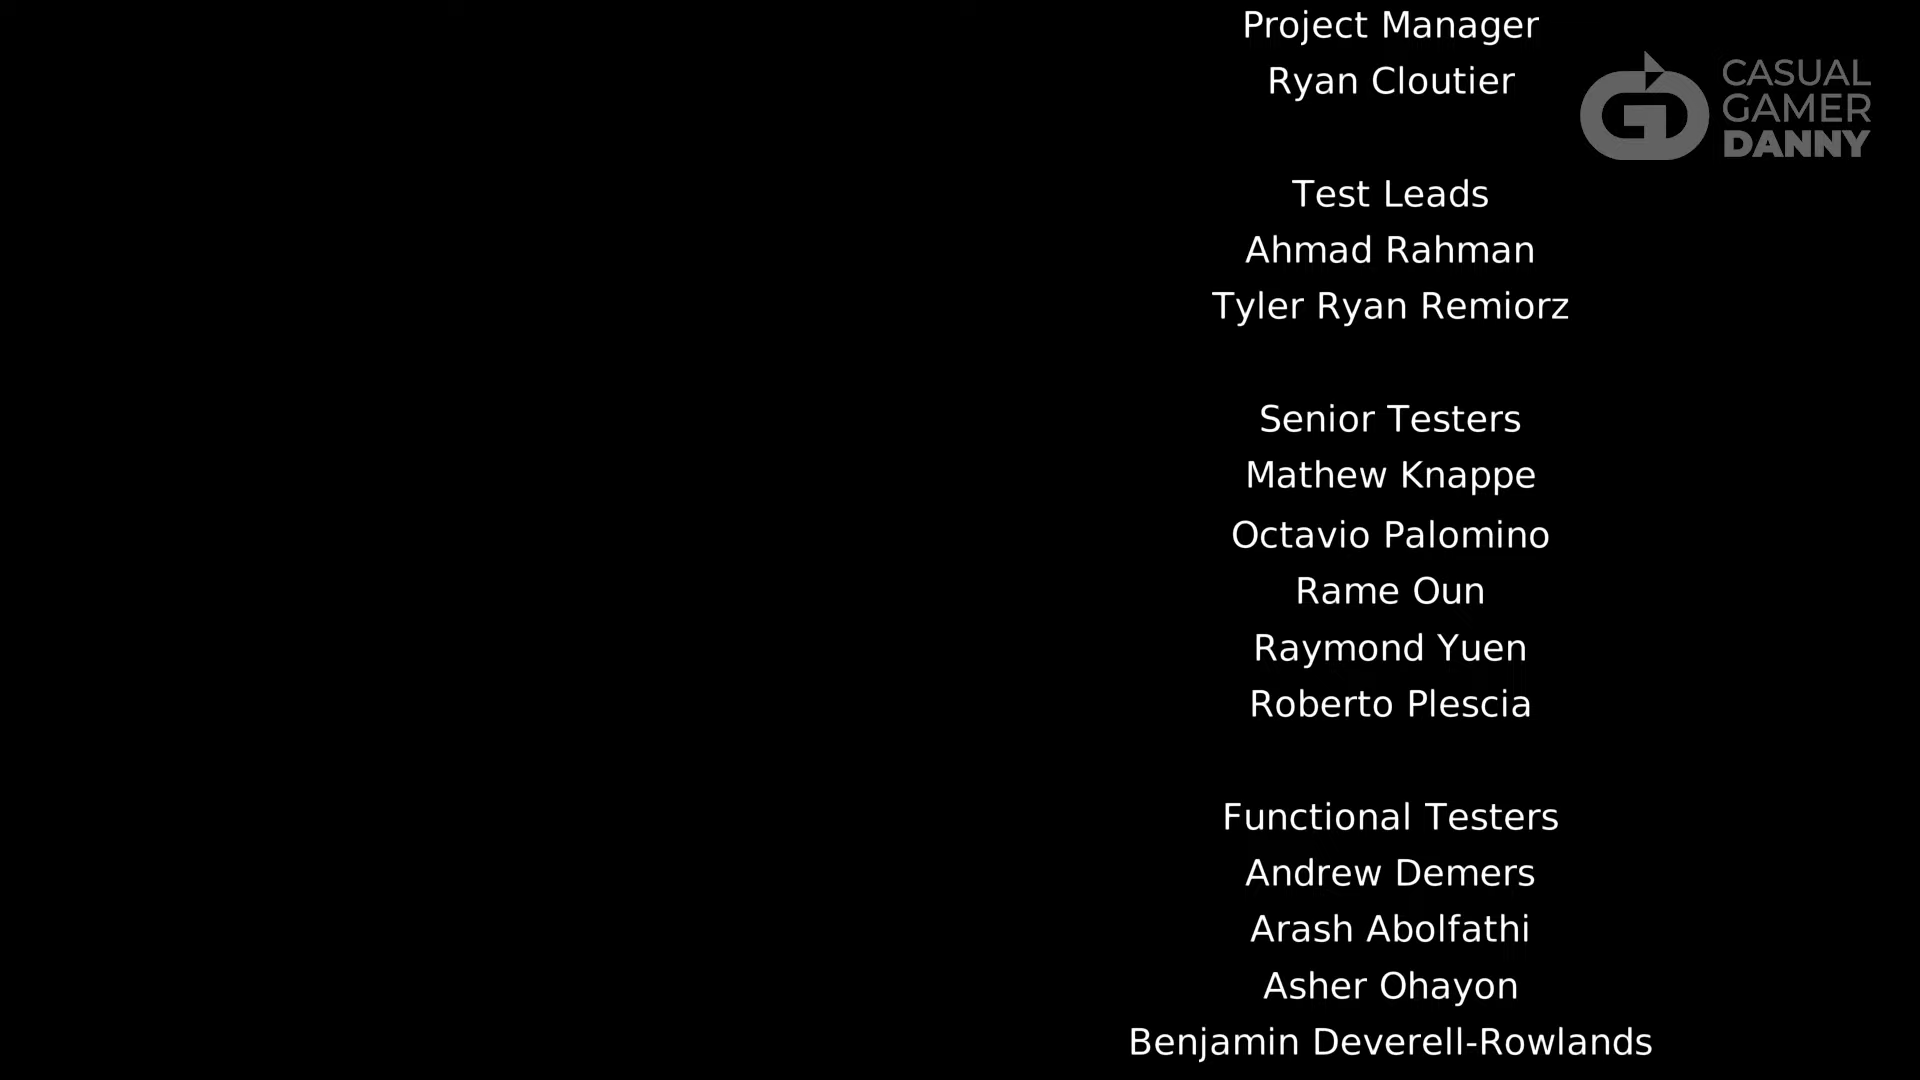 Project Manager
Ryan Cloutier
CASUAL
GAMER
DANNY
Test Leads
Ahmad Rahman
Tyler Ryan Remiorz
Senior Testers
Mathew Knappe
Octavio Palomino
Rame Oun
Raymond Yuen
Roberto Plescia
Functional Testers
Andrew Demers
Arash Abolfathi
Asher Ohayon
Benjamin Deverell-Rowlands